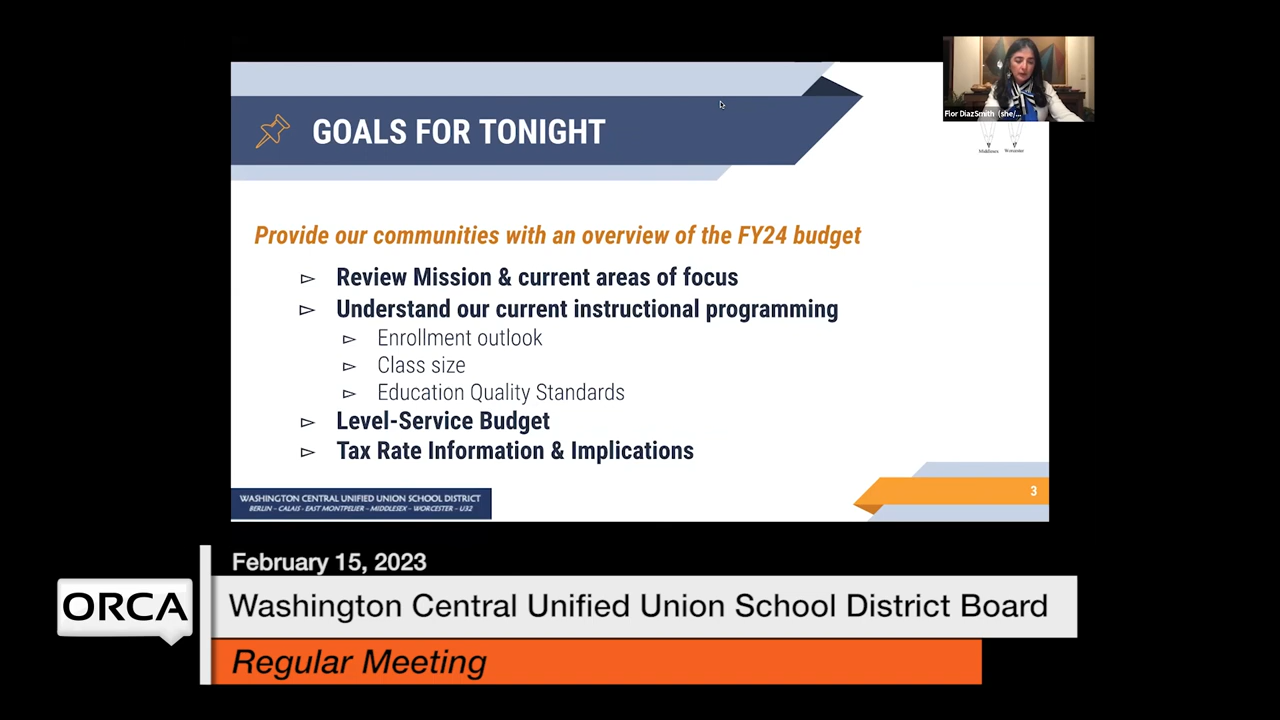 GOALS FOR TONIGHT
Flor DiazSmith (she/...
Middlesex Worcester
Provide our communities with an overview of the FY24 budget
Review Mission & current areas of focus
Understand our current instructional programming
Enrollment outlook
Class size
Education Quality Standards
Level-Service Budget
Tax Rate Information & Implications
3
WASHINGTON CENTRAL UNIFIED UNION SCHOOL DISTRICT
BERLIN – CALAIS - EAST MONTPELIER – MIDDLESEX – WORCESTER – U32
February 15, 2023
ORCA
Washington Central Unified Union School District Board
Regular Meeting